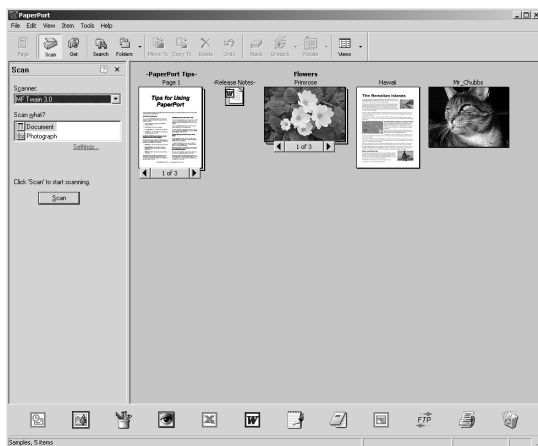 PaperPort
File Edit View Item Tools Help
Page Scan Get Search Folders Move To Copy To Delete Undo Stack Unstack Rotate Views
Scan
Scanner:
MF Twain 3.0
Scan what?
Document
Photograph
Settings...
Click 'Scan' to start scanning.
Scan
-PaperPort Tips-
Page 1
Tips for Using
PaperPort
1 of 3
-Release Notes-
Flowers
Primrose
1 of 3
Hawaii
The Hawaiian Islands
Mr_Chubbs
FTP
Samples, 5 items